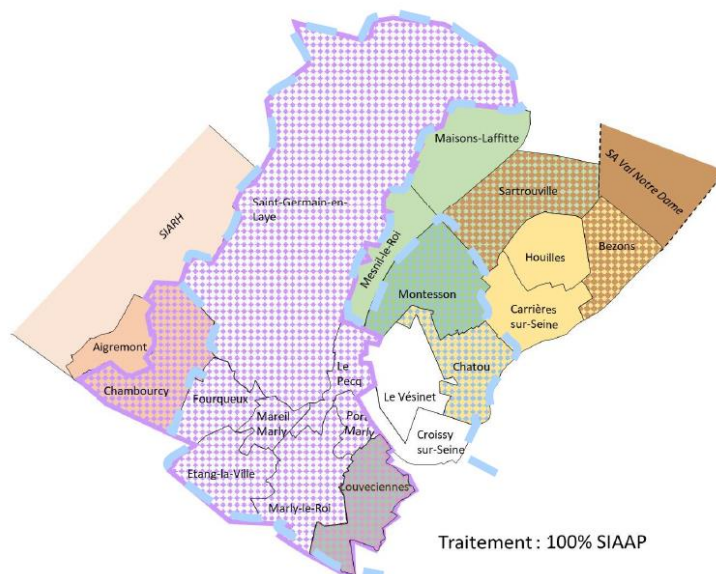 Maisons-Laffitte
SA Val Notre Dame
Sartrouville
Saint-Germain-en-
Laye
SIARH
Mesnil-le-Roi
Bezons
Houilles
Montesson
Carrières
sur-Seine
Aigremont
Le
Pecq
Chatou
Chambourcy
Fourqueux
Le Vésinet
Mareil
Marly
Port
Marly
Croissy
sur-Seine
Etang-la-Ville
Louveciennes
Marly-le-Roi
Traitement : 100% SIAAP